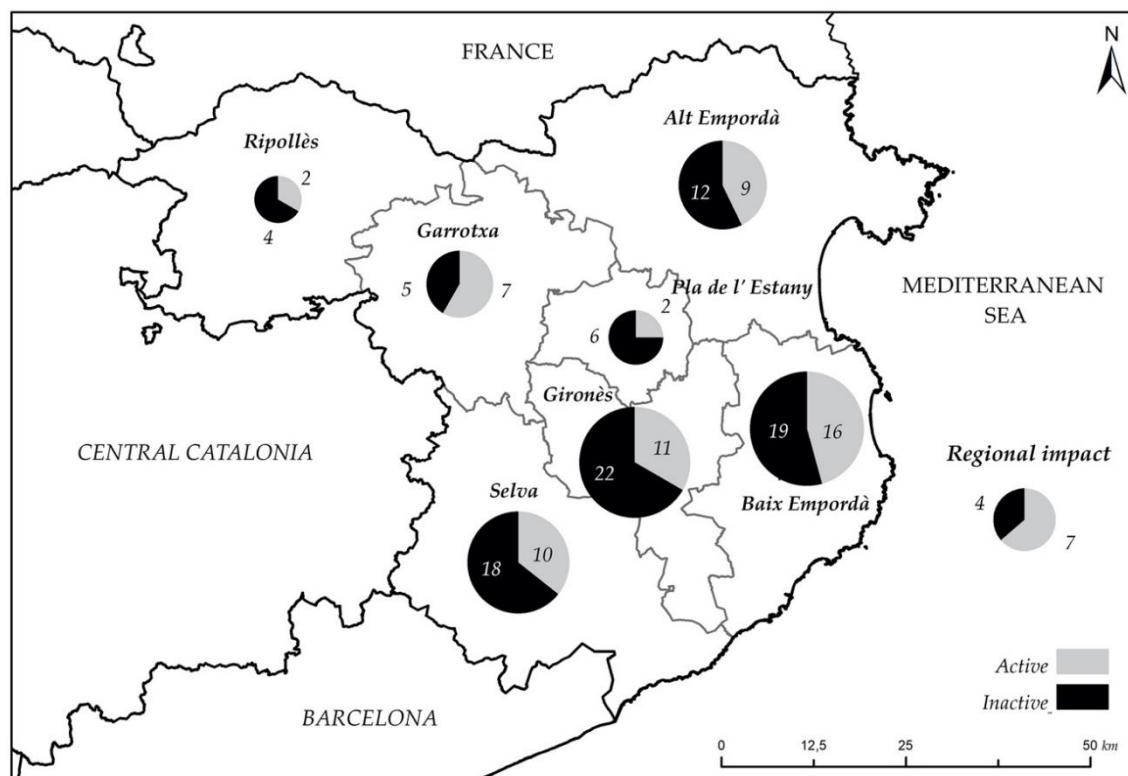 FRANCE
N
Ripollès
2
4
Alt Empordà
12
9
Garrotxa
5
7
Pla de l' Estany
2
6
MEDITERRANEAN
SEA
Gironès
11
22
19
16
Baix Empordà
CENTRAL CATALONIA
Selva
10
18
Regional impact
4
7
Active
Inactive
BARCELONA
0
12,5
25
50 km